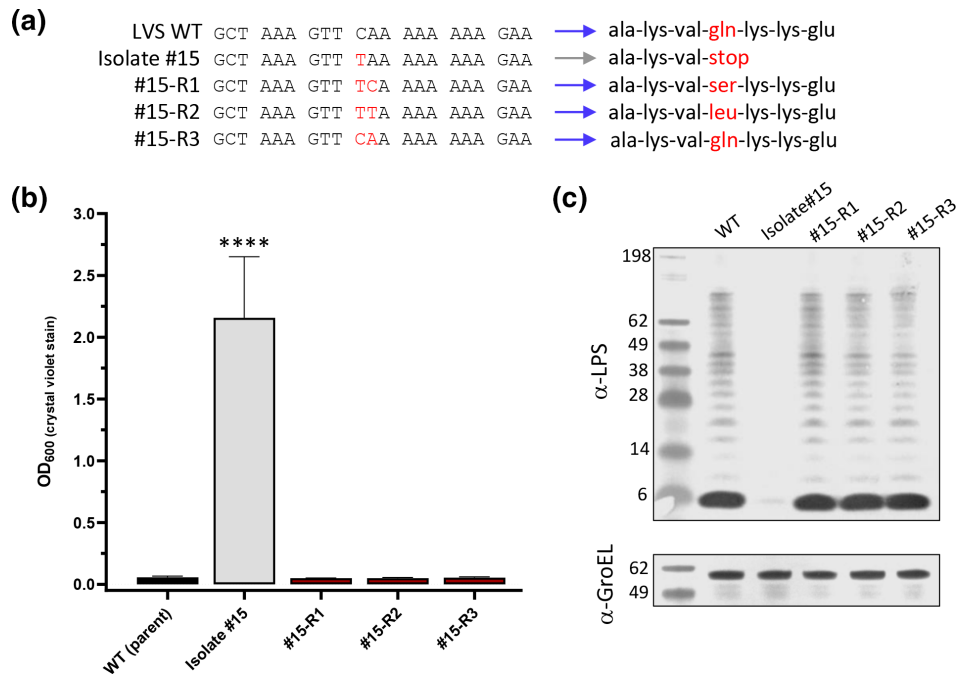 (a)
LVS WT GCT AAA GTT CAA AAA AAA GAA ala-lys-val-gln-lys-lys-glu
Isolate #15 GCT AAA GTT TAA AAA AAA GAA ala-lys-val-stop
#15-R1 GCT AAA GTT TCA AAA AAA GAA ala-lys-val-ser-lys-lys-glu
#15-R2 GCT AAA GTT TTA AAA AAA GAA ala-lys-val-leu-lys-lys-glu
#15-R3 GCT AAA GTT CAA AAA AAA GAA ala-lys-val-gln-lys-lys-glu
(b)
OD600 (crystal violet stain)
3.0
2.5
2.0
1.5
1.0
0.5
0.0
****
WT (parent)
Isolate #15
#15-R1
#15-R2
#15-R3
(c)
WT
Isolate#15
#15-R1
#15-R2
#15-R3
α-LPS
198
62
49
38
28
14
6
α-GroEL
62
49